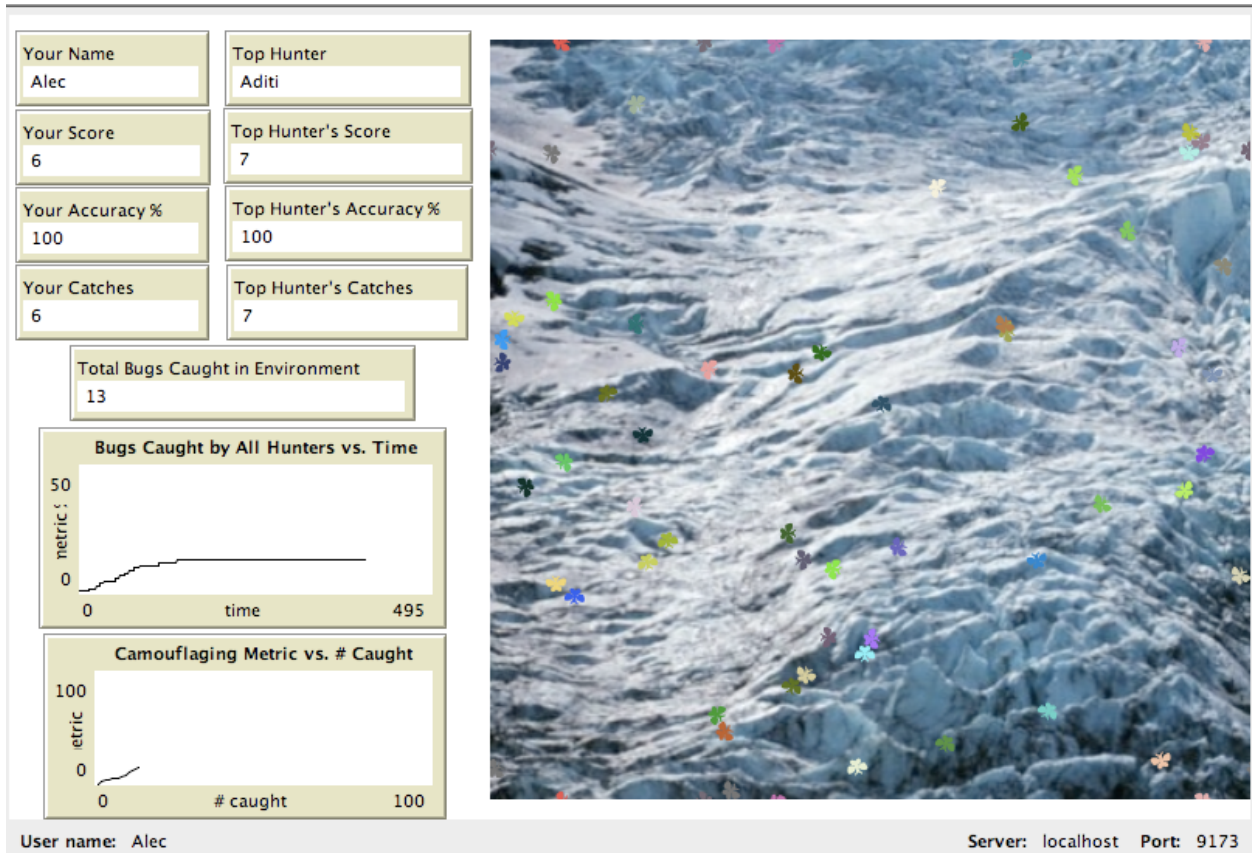 Your Name
Alec
Top Hunter
Aditi
Your Score
6
Top Hunter's Score
7
Your Accuracy %
100
Top Hunter's Accuracy %
100
Your Catches
6
Top Hunter's Catches
7
Total Bugs Caught in Environment
13
Bugs Caught by All Hunters vs. Time
50
metric
0
0 time 495
Camouflaging Metric vs. # Caught
100
etric
0
0 # caught 100
User name: Alec Server: localhost Port: 9173